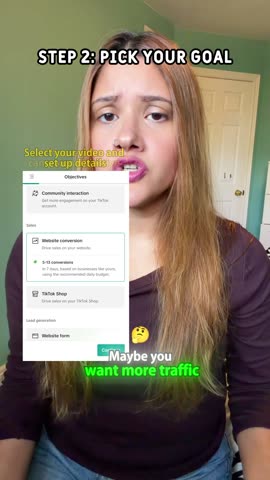 STEP 2: PICK YOUR GOAL
Select your video and
set up details
Objectives
Community interaction
Get more engagement on your TikTok
account.
Sales
Website conversion
Drive sales on your website.
5-13 conversions
in 7 days, based on businesses like yours,
using the recommended daily budget.
TikTok Shop
Drive sales on your TikTok Shop.
Lead generation
Website form
Maybe you
want more traffic